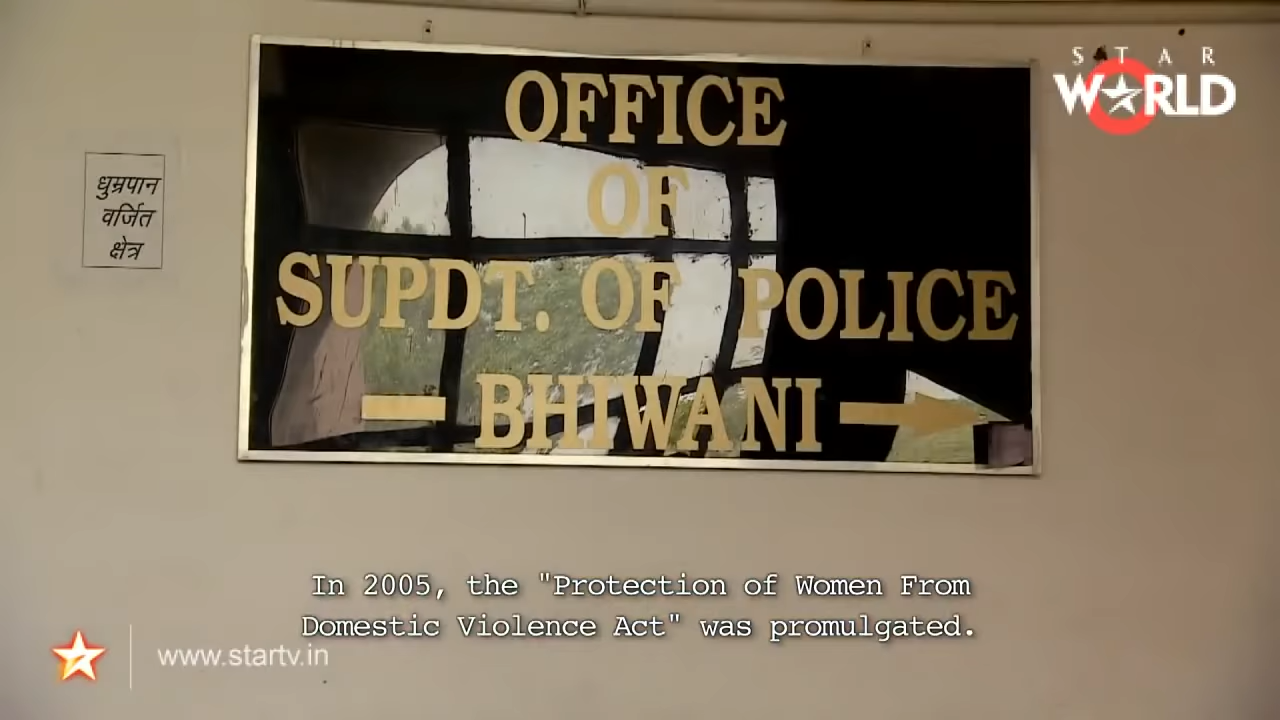 STAR
WORLD
OFFICE
OF
SUPDT. OF POLICE
BHIWANI
धुम्रपान
वर्जित
क्षेत्र
In 2005, the "Protection of Women From
Domestic Violence Act" was promulgated.
www.startv.in